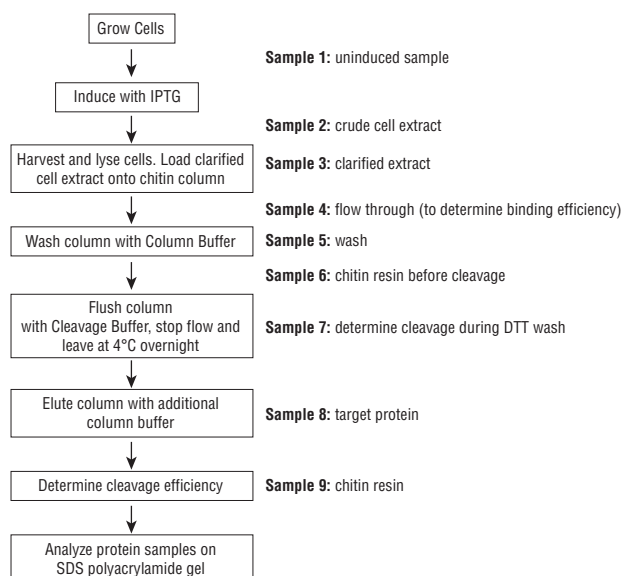 Grow Cells
Sample 1: uninduced sample
Induce with IPTG
Sample 2: crude cell extract
Harvest and lyse cells. Load clarified
cell extract onto chitin column
Sample 3: clarified extract
Sample 4: flow through (to determine binding efficiency)
Wash column with Column Buffer
Sample 5: wash
Sample 6: chitin resin before cleavage
Flush column
with Cleavage Buffer, stop flow and
leave at 4°C overnight
Sample 7: determine cleavage during DTT wash
Elute column with additional
column buffer
Sample 8: target protein
Determine cleavage efficiency
Sample 9: chitin resin
Analyze protein samples on
SDS polyacrylamide gel